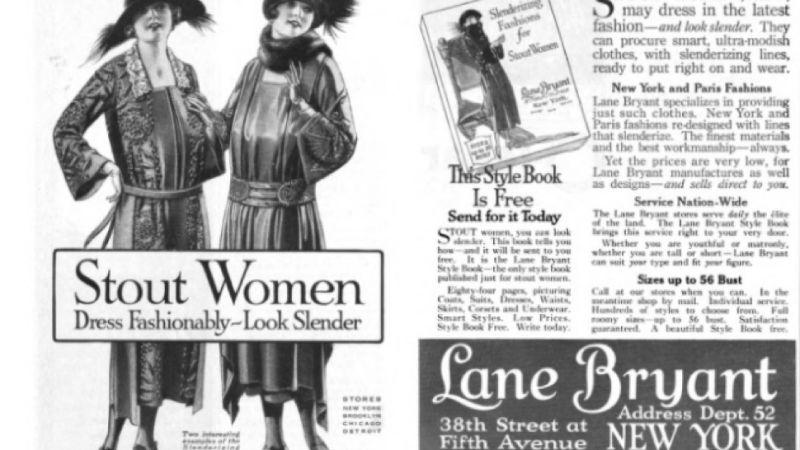 Stout Women
Dress Fashionably-Look Slender
STORES
NEW YORK
BROOKLYN
CHICAGO
DETROIT
Two interesting
examples of the
Slenderizing
Slenderizing
Fashions
for
Stout Women
Lane Bryant
New York
This Style Book
Is Free
Send for it Today
STOUT women, you can look
slender. This book tells you
how—and it will be sent to you
free. It is the Lane Bryant
Style Book—the only style book
published just for stout women.
Eighty-four pages, picturing
Coats, Suits, Dresses, Waists,
Skirts, Corsets and Underwear.
Smart Styles. Low Prices.
Style Book Free. Write today.
may dress in the latest
fashion—and look slender. They
can procure smart, ultra-modish
clothes, with slenderizing lines,
ready to put right on and wear.
New York and Paris Fashions
Lane Bryant specializes in providing
just such clothes. New York and
Paris fashions re-designed with lines
that slenderize. The finest materials
and the best workmanship—always.
Yet the prices are very low, for
Lane Bryant manufactures as well
as designs—and sells direct to you.
Service Nation-Wide
The Lane Bryant stores serve daily the élite
of the land. The Lane Bryant Style Book
brings this service right to your very door.
Whether you are youthful or matronly,
whether you are tall or short—Lane Bryant
can suit your type and fit your figure.
Sizes up to 56 Bust
Call at our stores when you can. In the
meantime shop by mail. Individual service.
Hundreds of styles to choose from. Full
roomy sizes—up to 56 bust. Satisfaction
guaranteed. A beautiful Style Book free.
Lane Bryant
Address Dept. 52
38th Street at
Fifth Avenue
NEW YORK